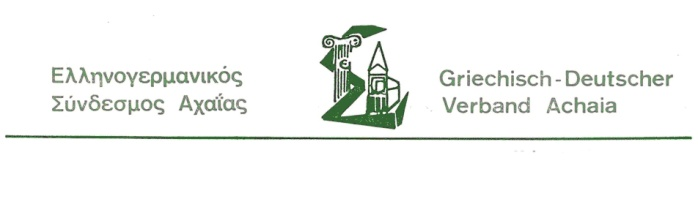 Ελληνογερμανικός
Σύνδεσμος Αχαΐας
Griechisch-Deutscher
Verband Achaia